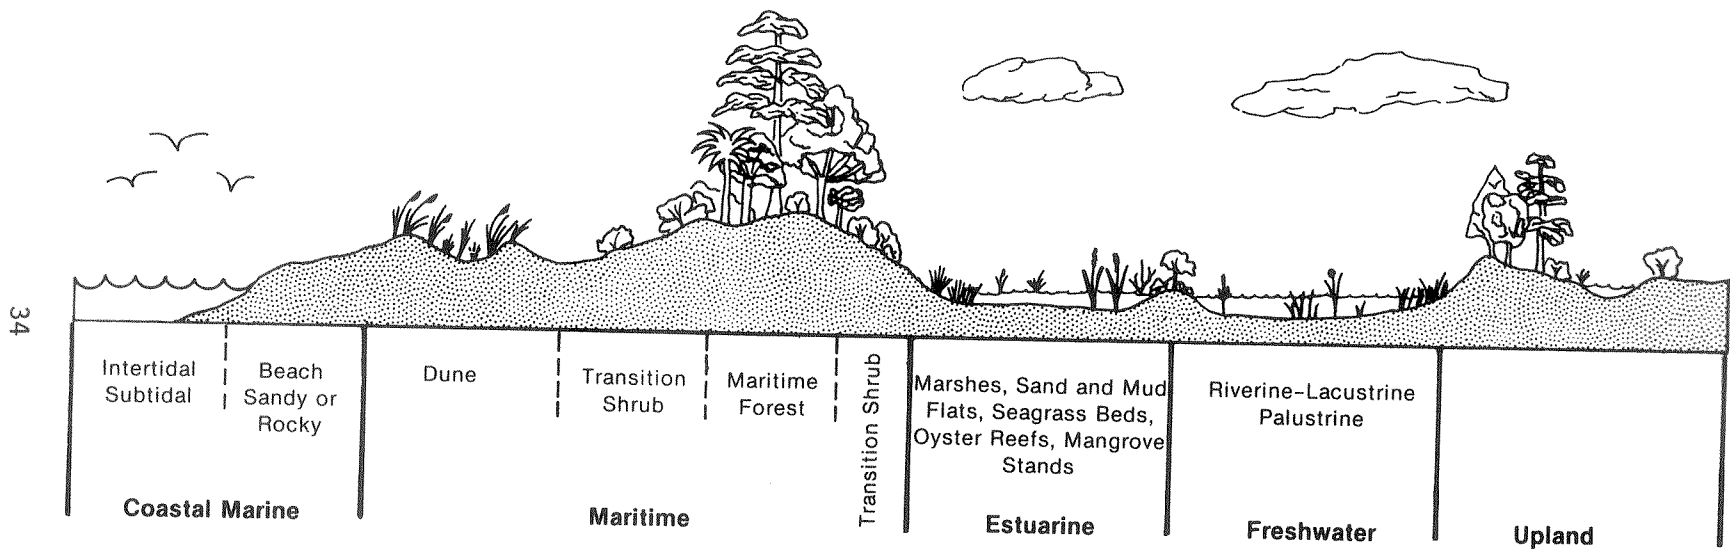 34
Intertidal
Subtidal
Beach
Sandy or
Rocky
Dune
Transition
Shrub
Maritime
Forest
Transition Shrub
Marshes, Sand and Mud
Flats, Seagrass Beds,
Oyster Reefs, Mangrove
Stands
Riverine-Lacustrine
Palustrine
Coastal Marine
Maritime
Estuarine
Freshwater
Upland